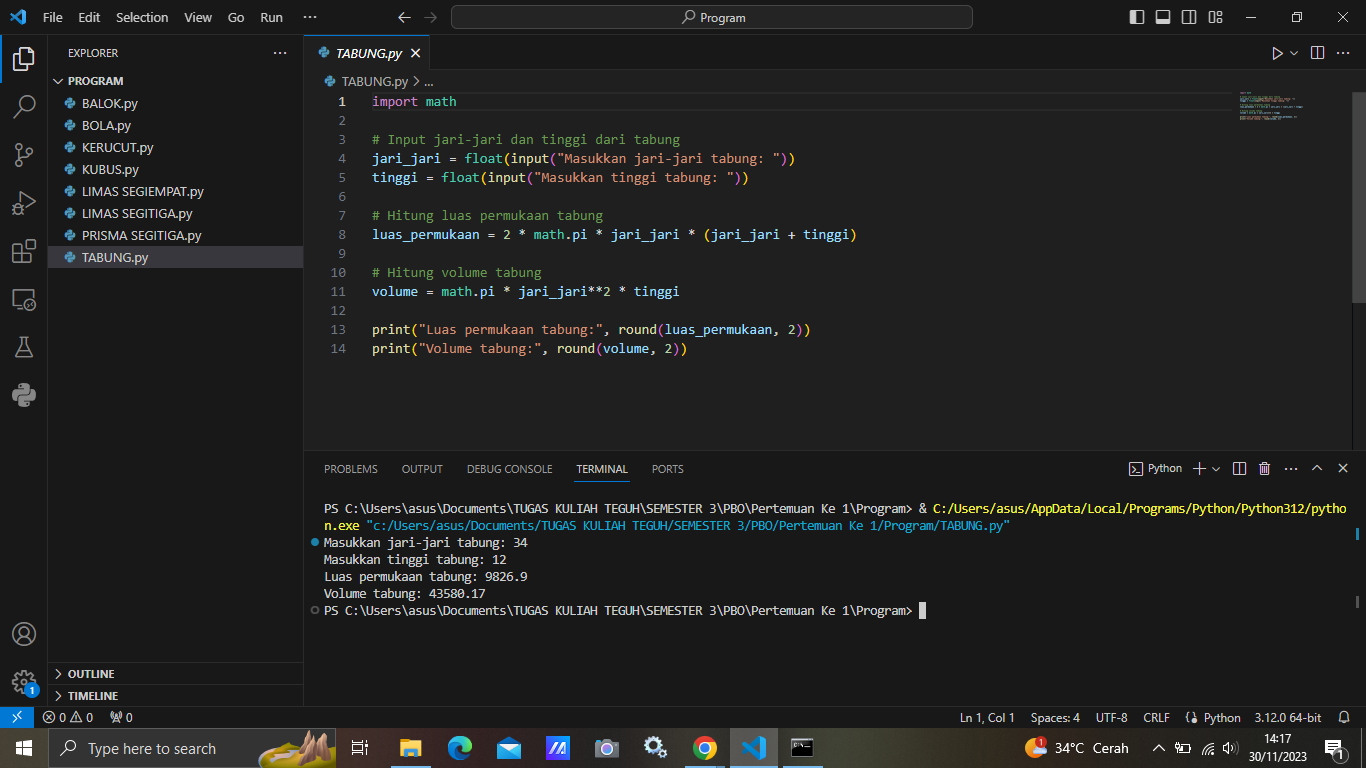 File Edit Selection View Go Run ··· Program
EXPLORER ···
PROGRAM
BALOK.py
BOLA.py
KERUCUT.py
KUBUS.py
LIMAS SEGIEMPAT.py
LIMAS SEGITIGA.py
PRISMA SEGITIGA.py
TABUNG.py
OUTLINE
TIMELINE
TABUNG.py
TABUNG.py > ...
1 import math
2
3 # Input jari-jari dan tinggi dari tabung
4 jari_jari = float(input("Masukkan jari-jari tabung: "))
5 tinggi = float(input("Masukkan tinggi tabung: "))
6
7 # Hitung luas permukaan tabung
8 luas_permukaan = 2 * math.pi * jari_jari * (jari_jari + tinggi)
9
10 # Hitung volume tabung
11 volume = math.pi * jari_jari**2 * tinggi
12
13 print("Luas permukaan tabung:", round(luas_permukaan, 2))
14 print("Volume tabung:", round(volume, 2))
PROBLEMS OUTPUT DEBUG CONSOLE TERMINAL PORTS Python
PS C:\Users\asus\Documents\TUGAS KULIAH TEGUH\SEMESTER 3\PBO\Pertemuan Ke 1\Program> & C:/Users/asus/AppData/Local/Programs/Python/Python312/pytho
n.exe "c:/Users/asus/Documents/TUGAS KULIAH TEGUH/SEMESTER 3/PBO/Pertemuan Ke 1/Program/TABUNG.py"
Masukkan jari-jari tabung: 34
Masukkan tinggi tabung: 12
Luas permukaan tabung: 9826.9
Volume tabung: 43580.17
PS C:\Users\asus\Documents\TUGAS KULIAH TEGUH\SEMESTER 3\PBO\Pertemuan Ke 1\Program>
1
0 0 0 Ln 1, Col 1 Spaces: 4 UTF-8 CRLF Python 3.12.0 64-bit
Type here to search 1 34°C Cerah 14:17
30/11/2023 1